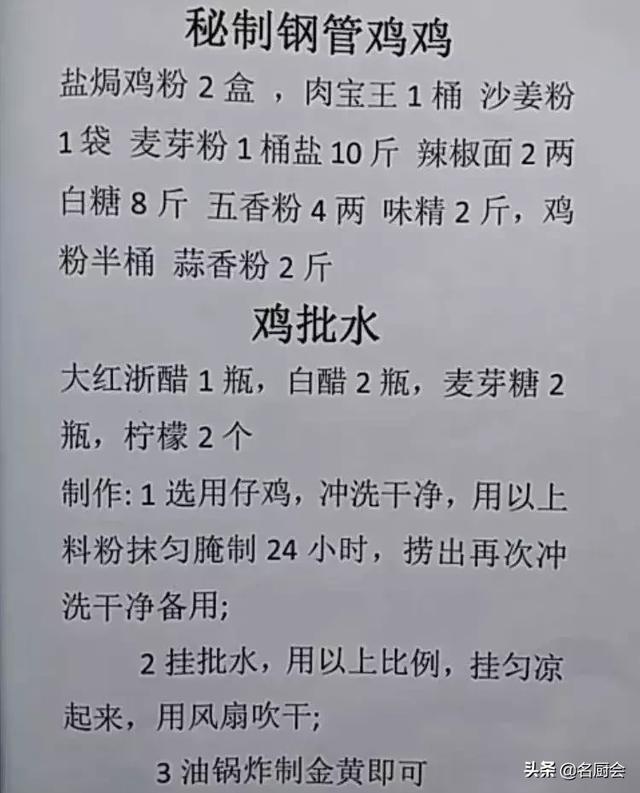 秘制钢管鸡鸡
盐焗鸡粉 2 盒 ，肉宝王 1 桶 沙姜粉
1 袋 麦芽粉 1 桶盐 10 斤 辣椒面 2 两
白糖 8 斤 五香粉 4 两 味精 2 斤，鸡
粉半桶 蒜香粉 2 斤
鸡批水
大红浙醋 1 瓶，白醋 2 瓶，麦芽糖 2
瓶，柠檬 2 个
制作: 1 选用仔鸡，冲洗干净，用以上
料粉抹匀腌制 24 小时，捞出再次冲
洗干净备用;
2 挂批水，用以上比例，挂匀凉
起来，用风扇吹干;
3 油锅炸制金黄即可
头条 @名厨会